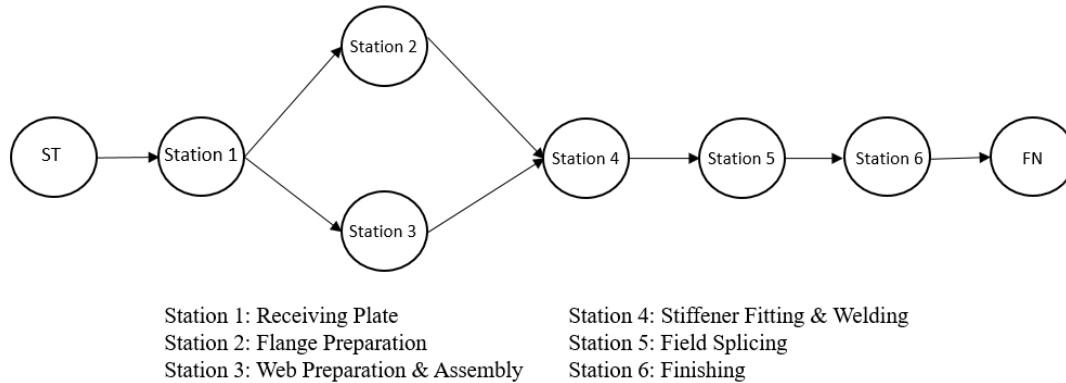 Station 2
ST
Station 1
Station 4
Station 5
Station 6
FN
Station 3
Station 1: Receiving Plate
Station 2: Flange Preparation
Station 3: Web Preparation & Assembly
Station 4: Stiffener Fitting & Welding
Station 5: Field Splicing
Station 6: Finishing